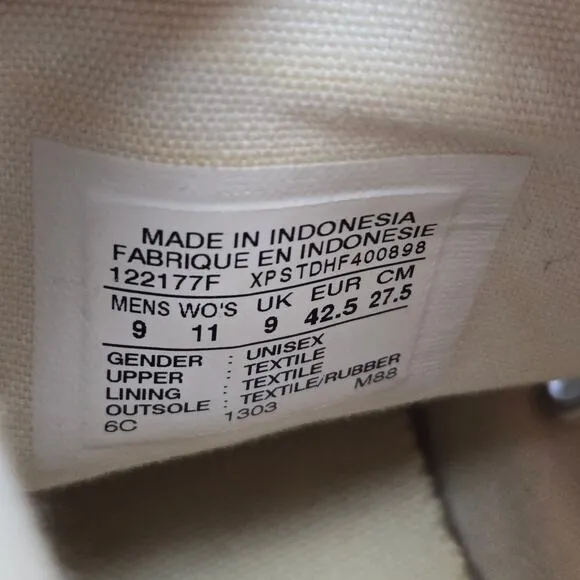 MADE IN INDONESIA
FABRIQUE EN INDONESIE
122177F XPSTDHF400898
MENS WO'S UK EUR CM
9 11 9 42.5 27.5
GENDER : UNISEX
UPPER : TEXTILE
LINING : TEXTILE
OUTSOLE : TEXTILE/RUBBER
6C 1303 M88